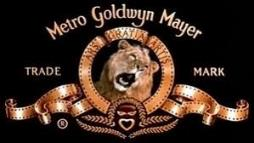 Metro Goldwyn Mayer
ARS GRATIA ARTIS
TRADE MARK
®